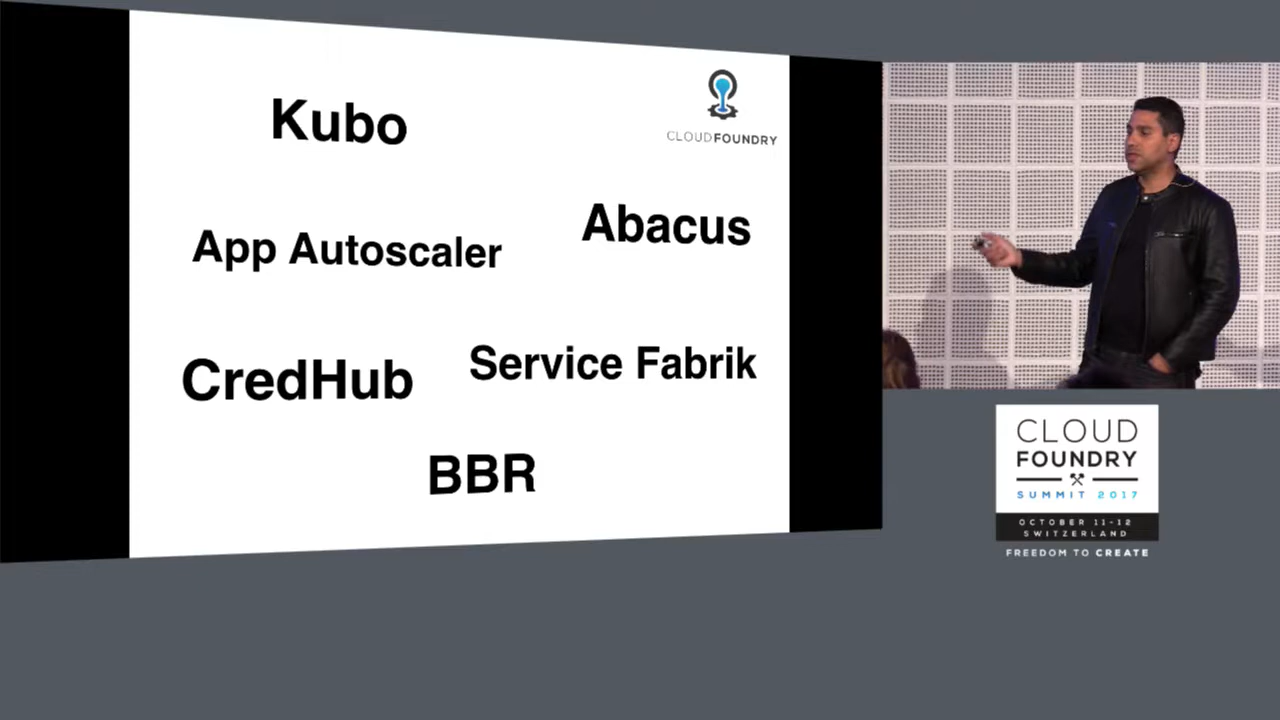 Kubo
CLOUDFOUNDRY
Abacus
App Autoscaler
Service Fabrik
CredHub
BBR
CLOUD
FOUNDRY
SUMMIT 2017
OCTOBER 11-12
SWITZERLAND
FREEDOM TO CREATE